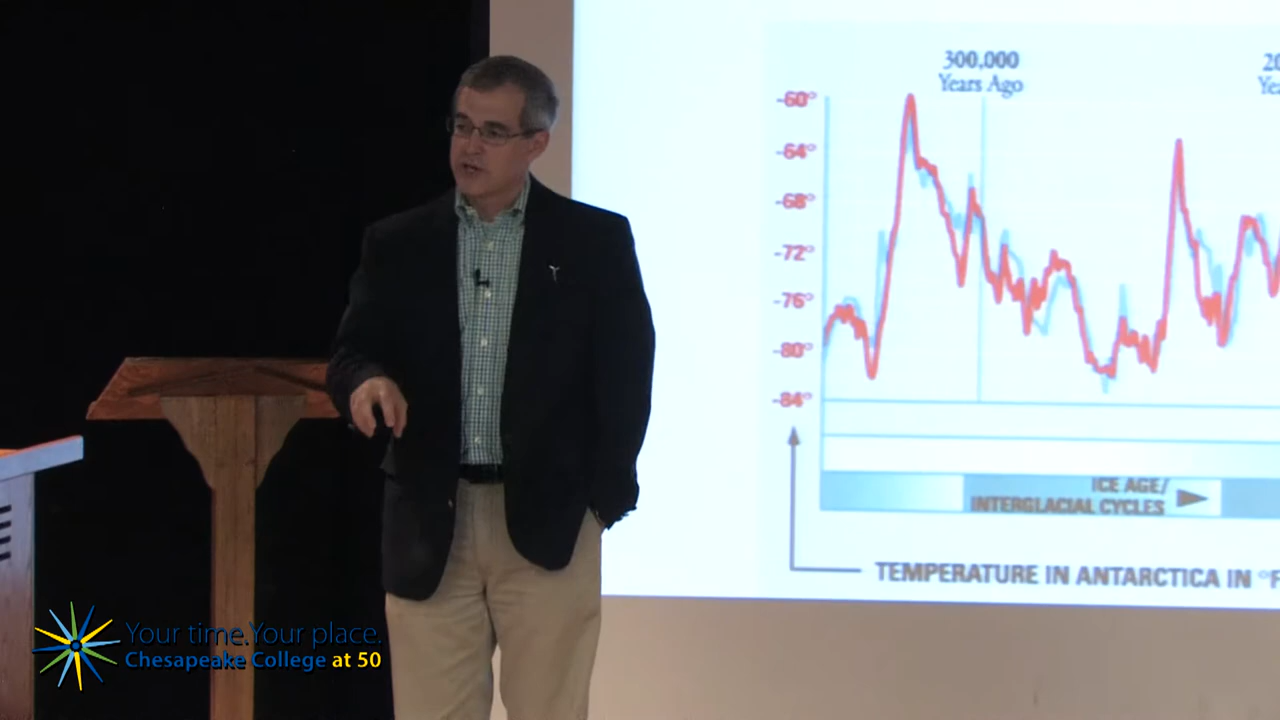 300,000
Years Ago
-60°
-64°
-68°
-72°
-76°
-80°
-84°
ICE AGE/
INTERGLACIAL CYCLES
TEMPERATURE IN ANTARCTICA IN °F
Your time. Your place.
Chesapeake College at 50